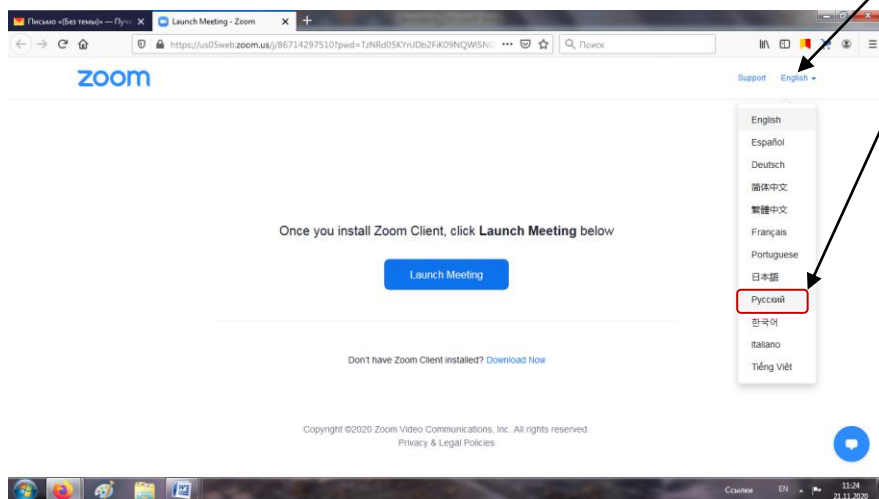 Письмо «(Без темы)» — Пуч
Launch Meeting - Zoom
https://us05web.zoom.us/j/86714297510?pwd=
Поиск
zoom
Support English
English
Español
Deutsch
简体中文
繁體中文
Français
Portuguese
日本語
Русский
한국어
Italiano
Tiếng Việt
Once you install Zoom Client, click Launch Meeting below
Launch Meeting
Don't have Zoom Client installed? Download Now
Copyright ©2020 Zoom Video Communications, Inc. All rights reserved.
Privacy & Legal Policies
Ссылки EN 11:24
21.11.2020